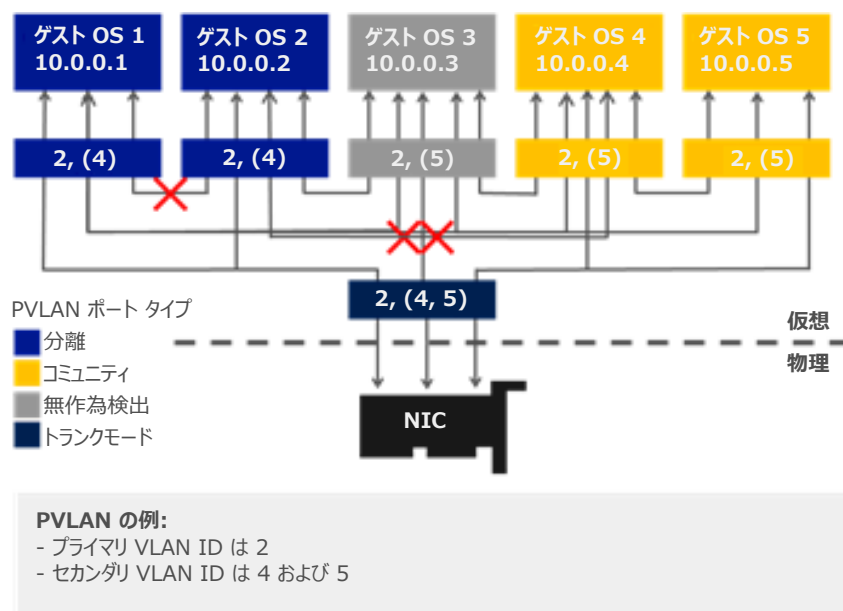 ゲスト OS 1
10.0.0.1
ゲスト OS 2
10.0.0.2
ゲスト OS 3
10.0.0.3
ゲスト OS 4
10.0.0.4
ゲスト OS 5
10.0.0.5
2, (4)
2, (4)
2, (5)
2, (5)
2, (5)
2, (4, 5)
PVLAN ポート タイプ
分離
コミュニティ
無作為検出
トランクモード
仮想
物理
NIC
PVLAN の例:
- プライマリ VLAN ID は 2
- セカンダリ VLAN ID は 4 および 5